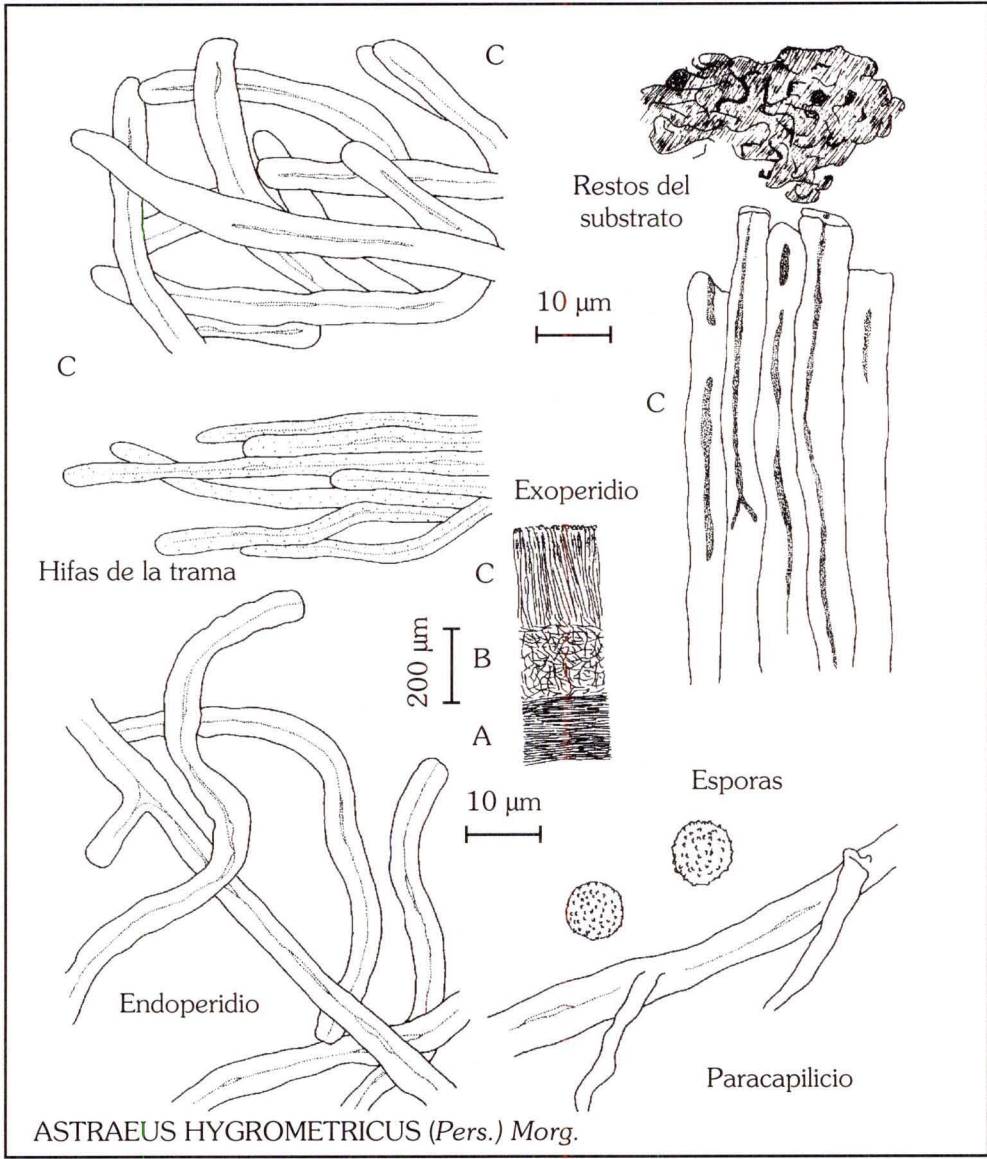 C
Restos del
substrato
10 µm
C
C
Exoperidio
Hifas de la trama
C
200 µm
B
A
Esporas
10 µm
Endoperidio
Paracapilicio
ASTRAEUS HYGROMETRICUS (Pers.) Morg.